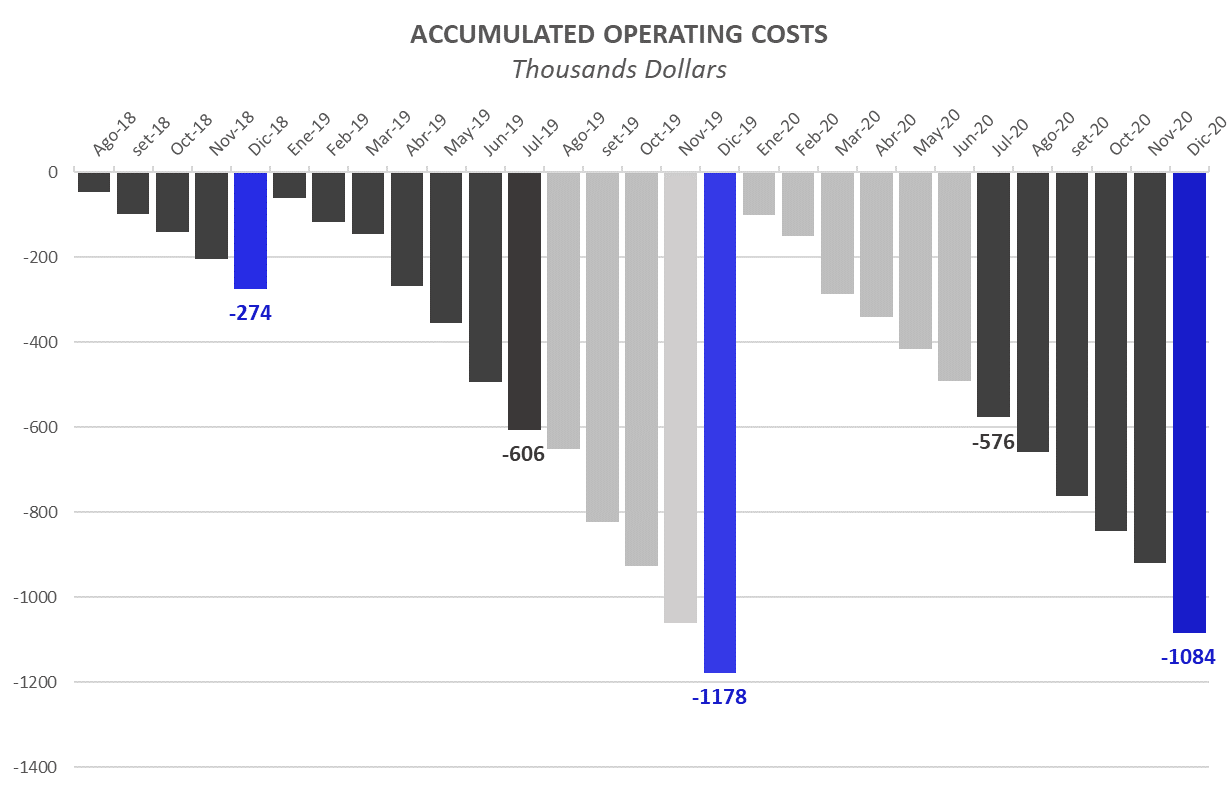 ACCUMULATED OPERATING COSTS
Thousands Dollars
Ago-18
set-18
Oct-18
Nov-18
Dic-18
Ene-19
Feb-19
Mar-19
Abr-19
May-19
Jun-19
Jul-19
Ago-19
set-19
Oct-19
Nov-19
Dic-19
Ene-20
Feb-20
Mar-20
Abr-20
May-20
Jun-20
Jul-20
Ago-20
set-20
Oct-20
Nov-20
Dic-20
0
-200
-274
-400
-600
-606
-576
-800
-1000
-1084
-1200
-1178
-1400